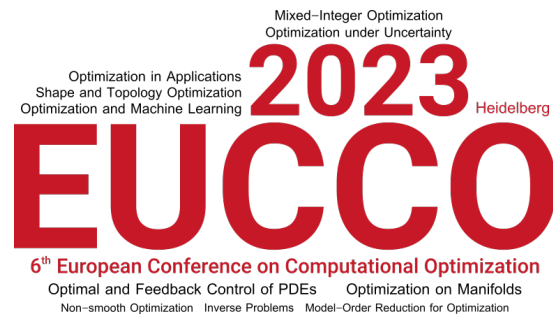 Mixed-Integer Optimization
Optimization under Uncertainty
Optimization in Applications
Shape and Topology Optimization
Optimization and Machine Learning
2023
Heidelberg
EUCCO
6th European Conference on Computational Optimization
Optimal and Feedback Control of PDEs Optimization on Manifolds
Non-smooth Optimization Inverse Problems Model-Order Reduction for Optimization